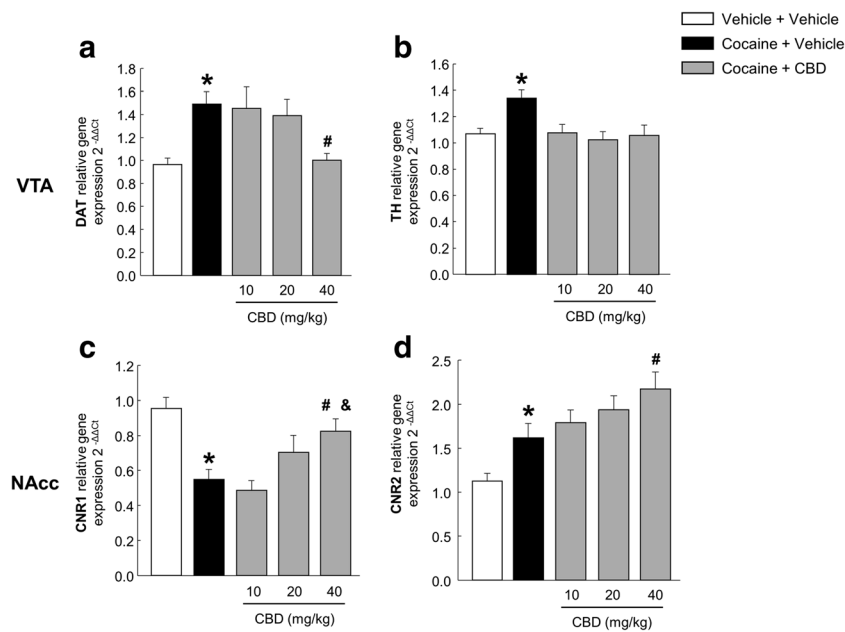 Vehicle + Vehicle
Cocaine + Vehicle
Cocaine + CBD
VTA
a
DAT relative gene
expression 2 -ΔΔCt
1.8
1.6
1.4
1.2
1.0
0.8
0.6
0.4
0.2
0.0
*
#
10 20 40
CBD (mg/kg)
b
TH relative gene
expression 2 -ΔΔCt
1.6
1.4
1.2
1.0
0.8
0.6
0.4
0.2
0.0
*
10 20 40
CBD (mg/kg)
NAcc
c
CNR1 relative gene
expression 2 -ΔΔCt
1.2
1.0
0.8
0.6
0.4
0.2
0.0
*
# &
10 20 40
CBD (mg/kg)
d
CNR2 relative gene
expression 2 -ΔΔCt
2.5
2.0
1.5
1.0
0.5
0.0
*
#
10 20 40
CBD (mg/kg)